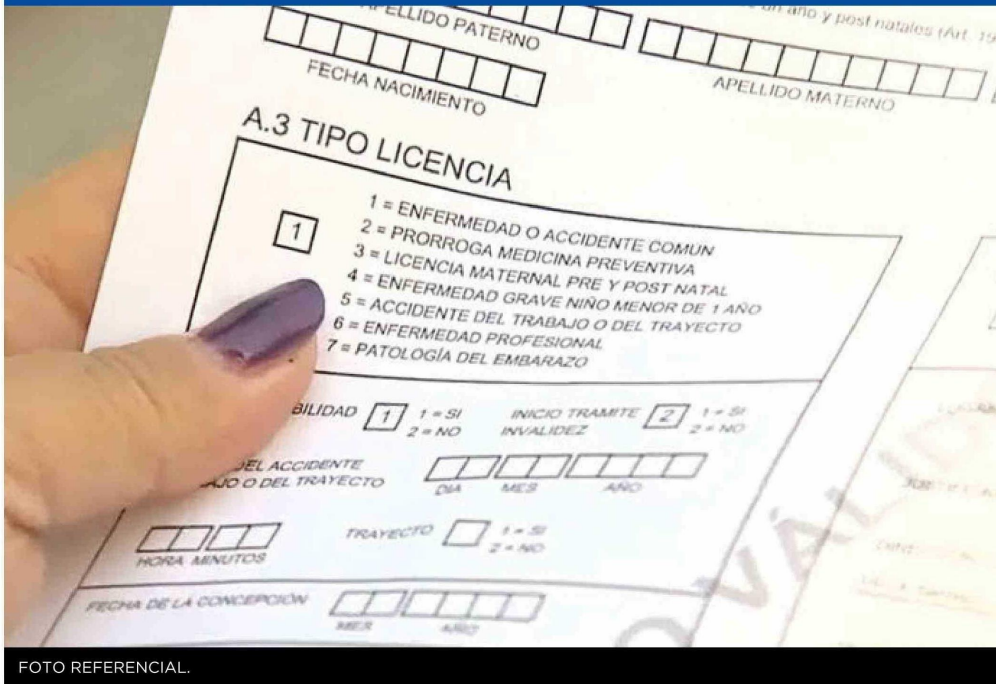 APELLIDO PATERNO
un año y post natales (Art. 19
FECHA NACIMIENTO
APELLIDO MATERNO
A.3 TIPO LICENCIA
1
1 = ENFERMEDAD O ACCIDENTE COMUN
2 = PRORROGA MEDICINA PREVENTIVA
3 = LICENCIA MATERNAL PRE Y POST NATAL
4 = ENFERMEDAD GRAVE NIÑO MENOR DE 1 AÑO
5 = ACCIDENTE DEL TRABAJO O DEL TRAYECTO
6 = ENFERMEDAD PROFESIONAL
7 = PATOLOGÍA DEL EMBARAZO
BILIDAD 1 1 = SI INICIO TRAMITE 2 1 = SI
2 = NO INVALIDEZ 2 = NO
DEL ACCIDENTE
AJO O DEL TRAYECTO
DIA MES AÑO
TRAYECTO 1 = SI
2 = NO
HORA MINUTOS
FECHA DE LA CONCEPCIÓN
MES AÑO
O VÁL
FOTO REFERENCIAL.